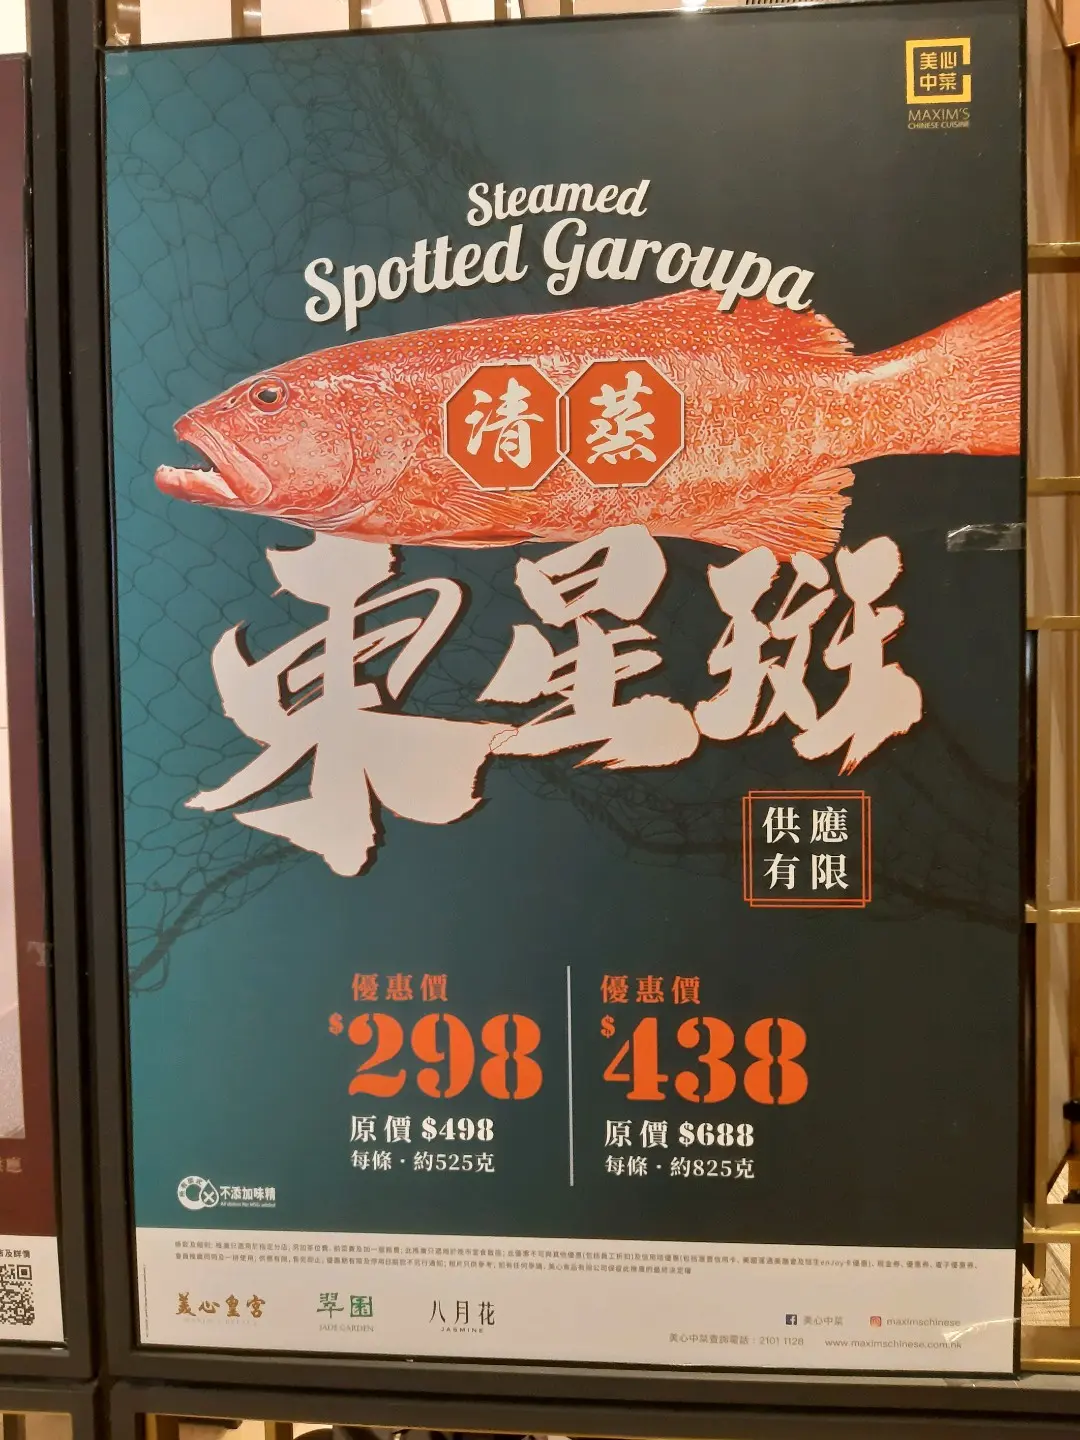 美心
中菜
MAXIM'S
CHINESE CUISINE
Steamed
Spotted Garoupa
清蒸
東星斑
供應
有限
優惠價
$298
原價 $498
每條·約525克
優惠價
$438
原價 $688
每條·約825克
不添加味精
美心皇宮
翠園
JADE GARDEN
八月花
JASMINE
美心中菜
maximschinese
美心中菜查詢電話：2101 1128
www.maximschinese.com.hk